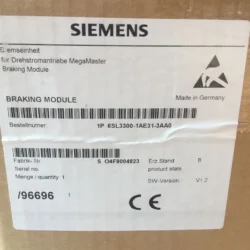 SIEMENS
Bremseinheit
für Drehstromantriebe MegaMaster
Braking Module
Made in Germany
BRAKING MODULE
Bestellnummer 1P 6SL3300-1AE31-3AA0
Fabrik- Nr. S O4F9004823 Erz.Stand B
Serial no. product state
Menge / quantity 1 SW-version V1.2
/96696
CE